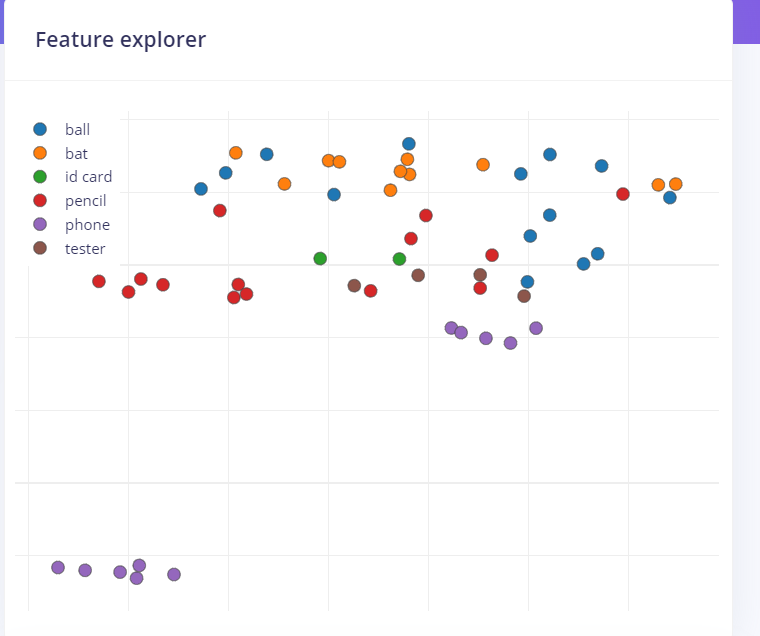 Feature explorer
ball
bat
id card
pencil
phone
tester